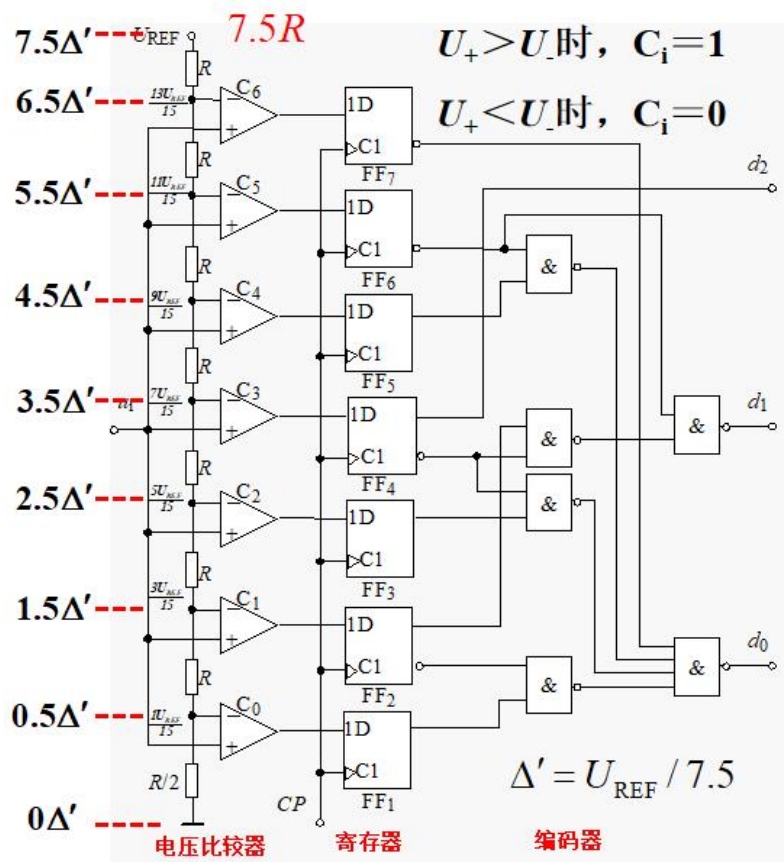 7.5Δ′
U_REF
7.5R
U₊>U₋时，C_i=1
U₊<U₋时，C_i=0
R
6.5Δ′
13U_REF/15
−
+
C₆
1D
C1
FF₇
R
5.5Δ′
11U_REF/15
−
+
C₅
1D
C1
FF₆
d₂
&
R
4.5Δ′
9U_REF/15
−
+
C₄
1D
C1
FF₅
R
3.5Δ′
7U_REF/15
−
+
C₃
1D
C1
FF₄
&
&
d₁
R
2.5Δ′
5U_REF/15
−
+
C₂
1D
C1
FF₃
&
R
1.5Δ′
3U_REF/15
−
+
C₁
1D
C1
FF₂
&
d₀
R
0.5Δ′
1U_REF/15
−
+
C₀
1D
C1
FF₁
&
R/2
CP
Δ′=U_REF/7.5
0Δ′
电压比较器
寄存器
编码器